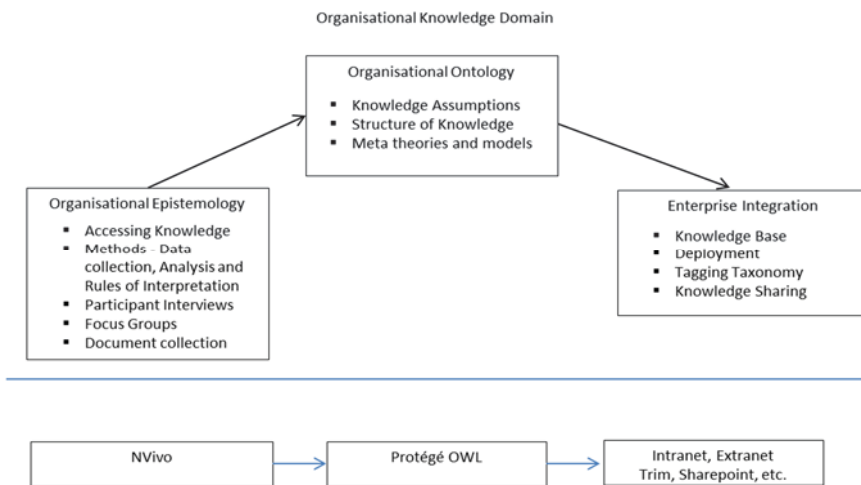 Organisational Knowledge Domain
Organisational Ontology
▪ Knowledge Assumptions
▪ Structure of Knowledge
▪ Meta theories and models
Organisational Epistemology
▪ Accessing Knowledge
▪ Methods - Data
collection, Analysis and
Rules of Interpretation
▪ Participant Interviews
▪ Focus Groups
▪ Document collection
Enterprise Integration
▪ Knowledge Base
▪ Deployment
▪ Tagging Taxonomy
▪ Knowledge Sharing
NVivo
Protégé OWL
Intranet, Extranet
Trim, Sharepoint, etc.